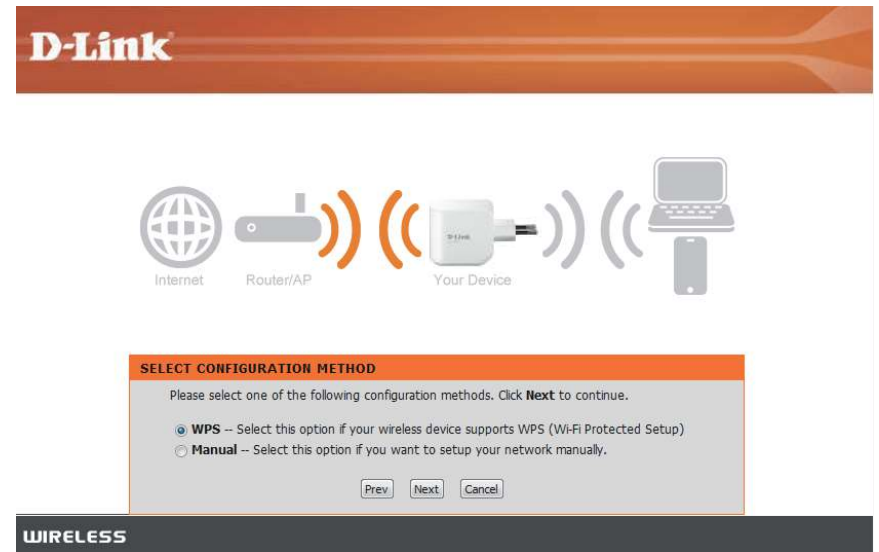 D-Link
D-Link
Internet
Router/AP
Your Device
SELECT CONFIGURATION METHOD
Please select one of the following configuration methods. Click Next to continue.
WPS -- Select this option if your wireless device supports WPS (Wi-Fi Protected Setup)
Manual -- Select this option if you want to setup your network manually.
Prev Next Cancel
WIRELESS